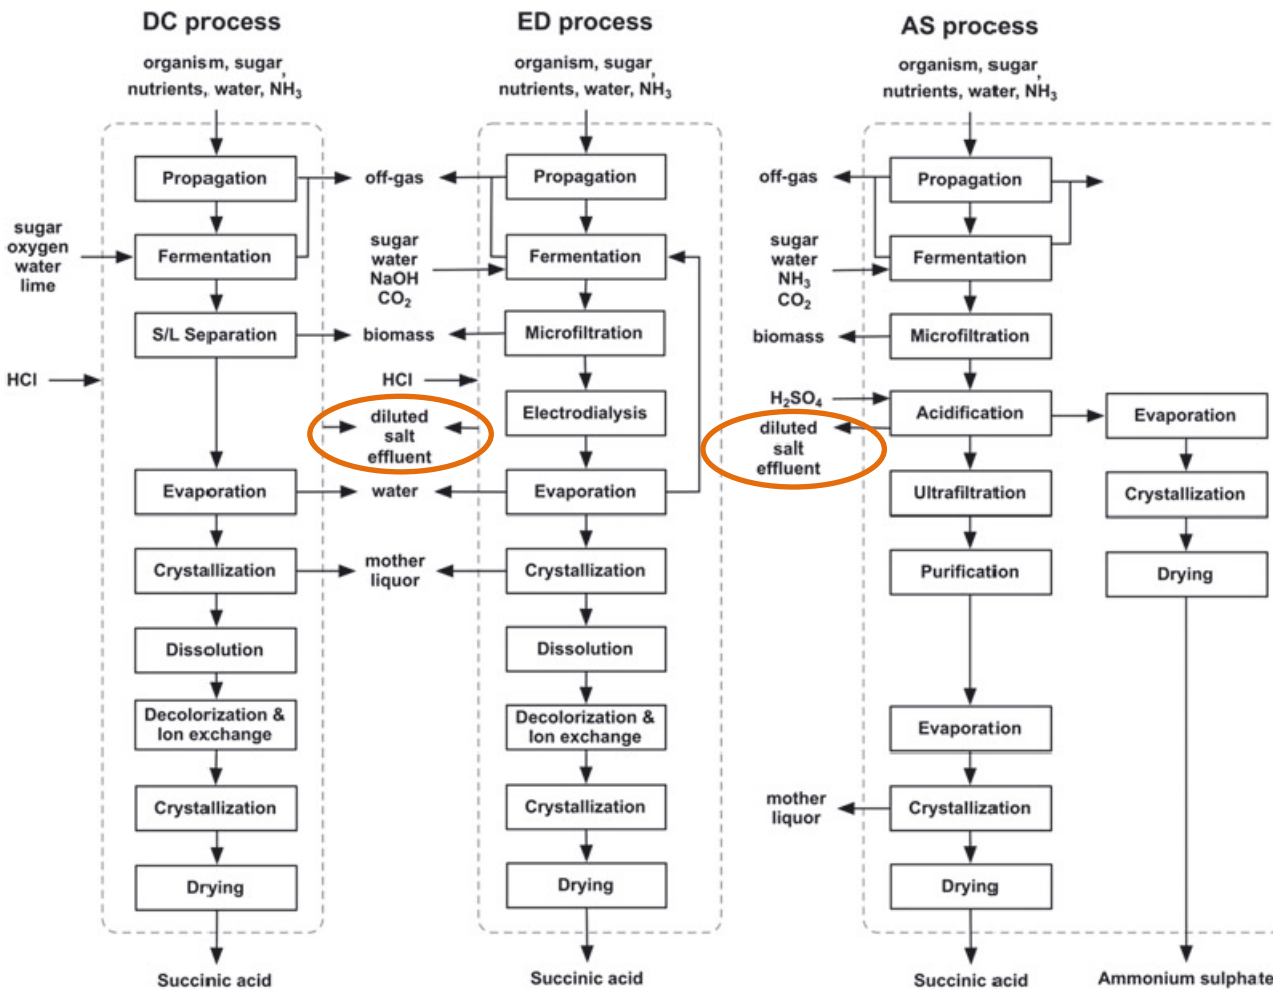 DC process
organism, sugar,
nutrients, water, NH3
Propagation
Fermentation
sugar
oxygen
water
lime
S/L Separation
HCl
Evaporation
Crystallization
Dissolution
Decolorization &
Ion exchange
Crystallization
Drying
Succinic acid
off-gas
biomass
diluted
salt
effluent
water
mother
liquor
ED process
organism, sugar,
nutrients, water, NH3
Propagation
sugar
water
NaOH
CO2
Fermentation
Microfiltration
HCl
Electrodialysis
Evaporation
Crystallization
Dissolution
Decolorization &
Ion exchange
Crystallization
Drying
Succinic acid
AS process
organism, sugar,
nutrients, water, NH3
off-gas
Propagation
sugar
water
NH3
CO2
Fermentation
biomass
Microfiltration
H2SO4
Acidification
diluted
salt
effluent
Ultrafiltration
Purification
Evaporation
mother
liquor
Crystallization
Drying
Succinic acid
Evaporation
Crystallization
Drying
Ammonium sulphate